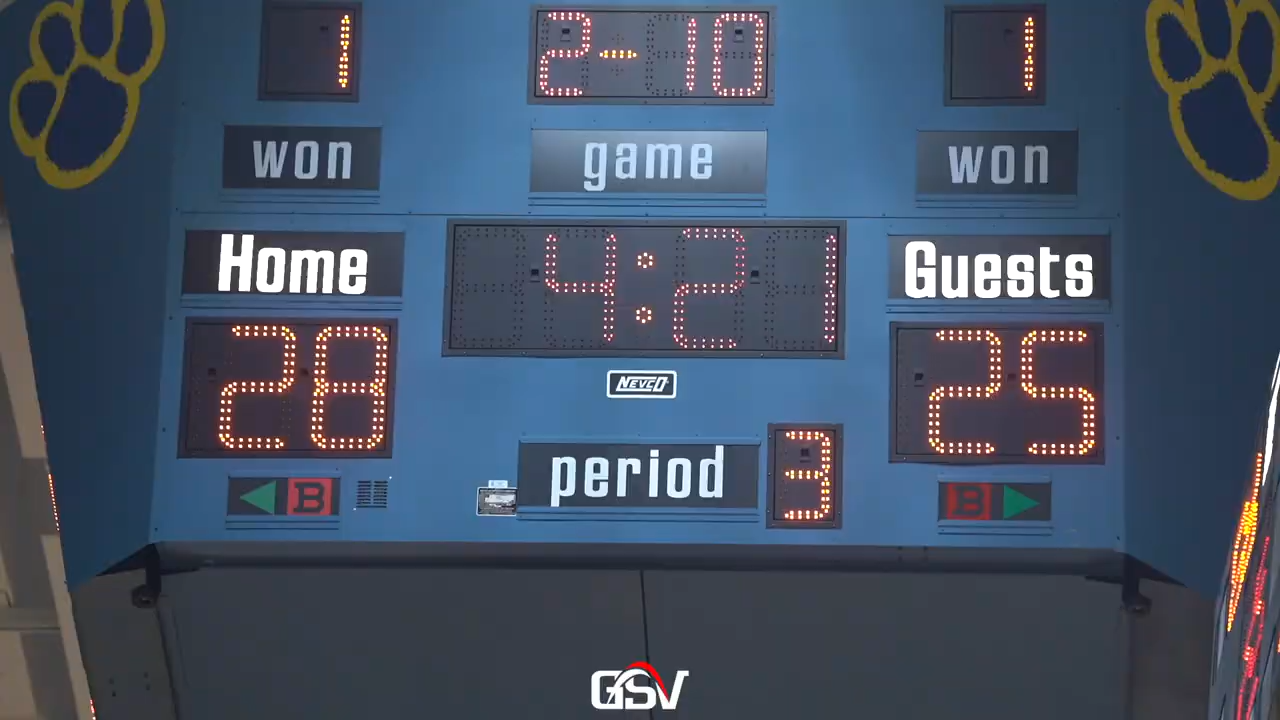 1 2-10 1
won game won
Home 4:21 Guests
28 25
NEVCO
period 3
B B
GSV